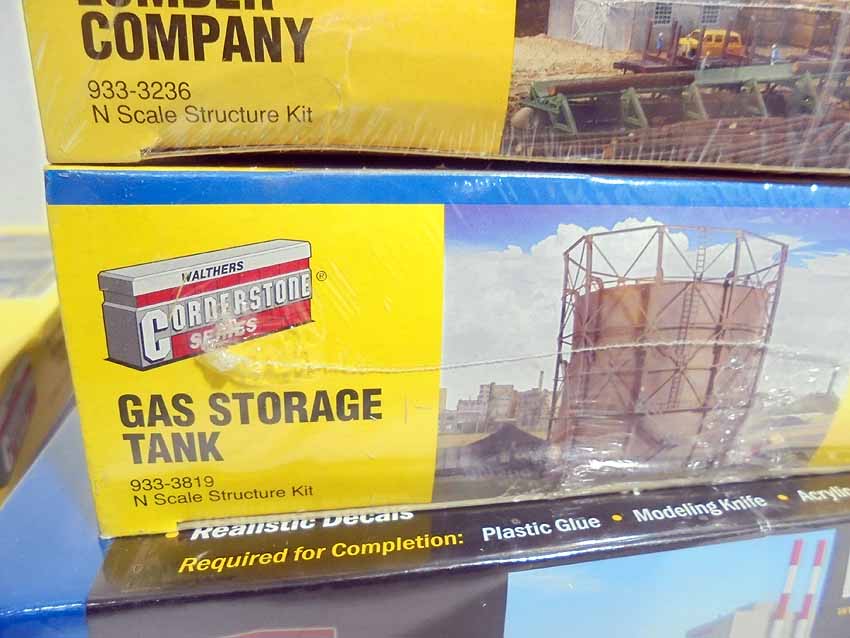 LUMBER
COMPANY
933-3236
N Scale Structure Kit
WALTHERS
CORNERSTONE
SERIES
®
GAS STORAGE
TANK
933-3819
N Scale Structure Kit
• Realistic Decals
Required for Completion: Plastic Glue • Modeling Knife •